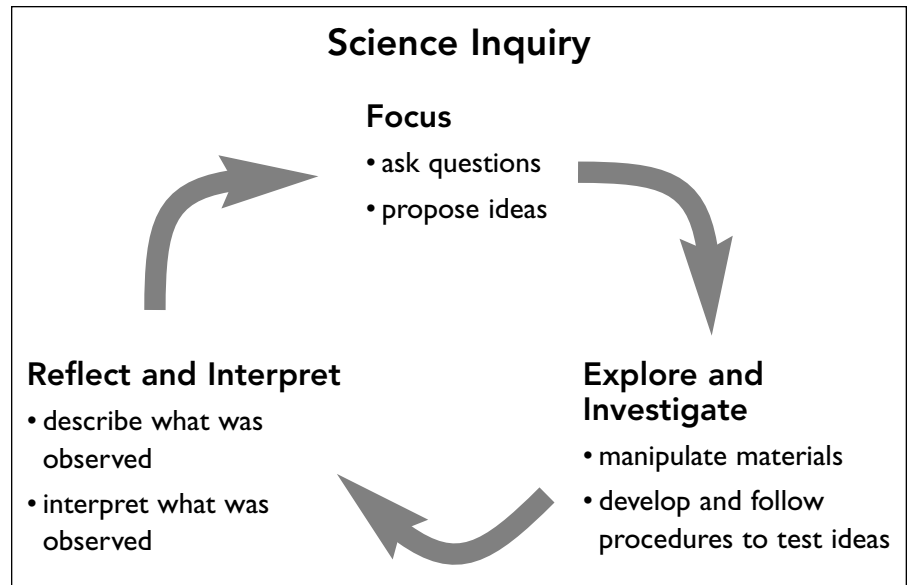 Science Inquiry
Focus
• ask questions
• propose ideas
Explore and
Investigate
• manipulate materials
• develop and follow
procedures to test ideas
Reflect and Interpret
• describe what was
observed
• interpret what was
observed